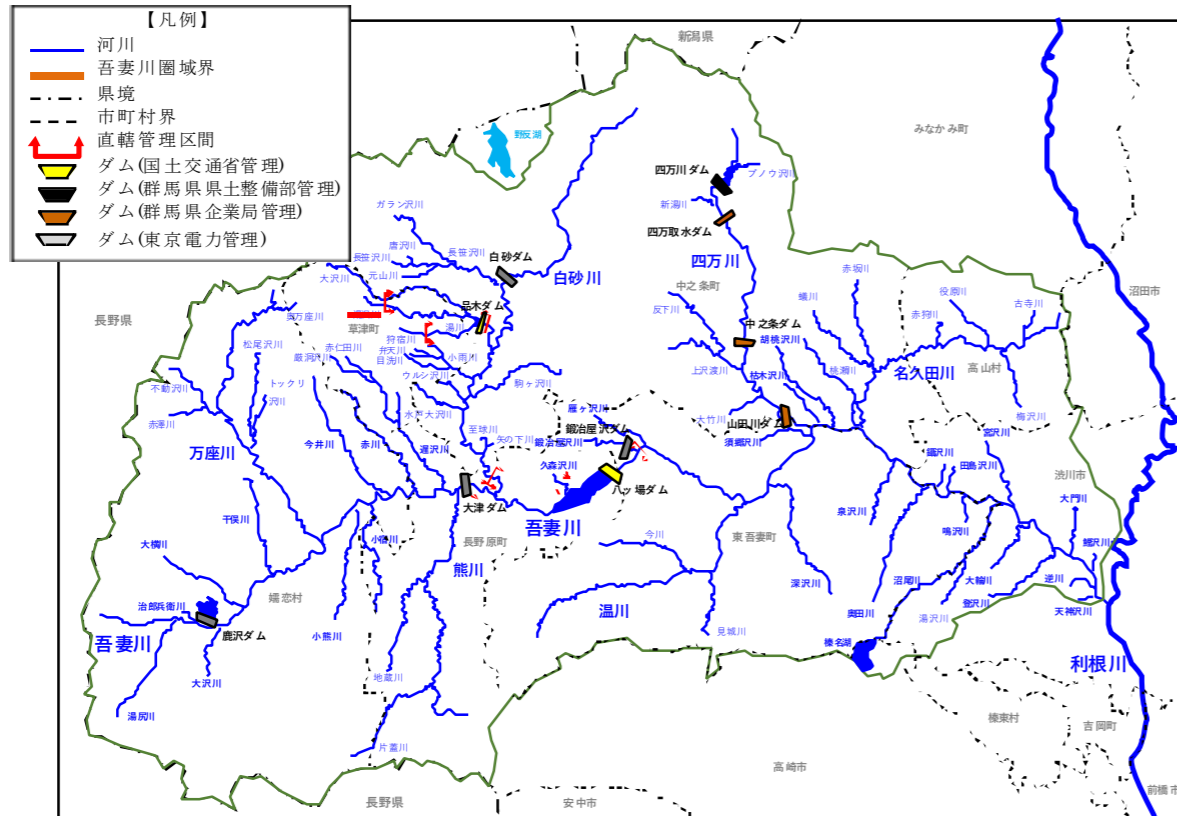 【凡例】
河川
吾妻川圏域界
県境
市町村界
直轄管理区間
ダム(国土交通省管理)
ダム(群馬県県土整備部管理)
ダム(群馬県企業局管理)
ダム(東京電力管理)
新潟県
みなかみ町
野反湖
四万川ダム
ブノウ沢川
新湯川
四万取水ダム
四万川
中之条町
ガラン沢川
唐沢川
長笹沢川
長笹沢川
大沢川
元山川
白砂ダム
白砂川
品木ダム
長野県
草津町
湯川
狩宿川
弁天川
目洗川
小雨川
ウルシ沢川
松尾沢川
赤仁田川
厳洞沢川
トックリ
沢川
不動沢川
赤澤川
万座川
今井川
赤川
遅沢川
水戸大沢川
至球川
矢の下川
駒ヶ沢川
雁ヶ沢川
鍛冶屋沢ダム
鍛冶屋沢川
久森沢川
八ッ場ダム
大津ダム
吾妻川
反下川
上沢渡川
中之条ダム
胡桃沢川
枯木沢川
大竹川
山田川ダム
須郷沢川
蟻川
桃瀬川
赤坂川
赤狩川
役原川
古寺川
名久田川
高山村
梅沢川
宮沢川
沼田市
渋川市
大門川
鯉沢川
逆川
天神沢川
田島沢川
泉沢川
鳴沢川
大輪川
登沢川
湯沢川
沼尾川
奥田川
榛名湖
深沢川
東吾妻町
今川
温川
見城川
長野原町
熊川
小宿川
小熊川
地蔵川
片蓋川
干俣川
大横川
治郎兵衛川
鹿沢ダム
嬬恋村
吾妻川
大沢川
湯尻川
利根川
榛東村
吉岡町
前橋市
高崎市
安中市
長野県